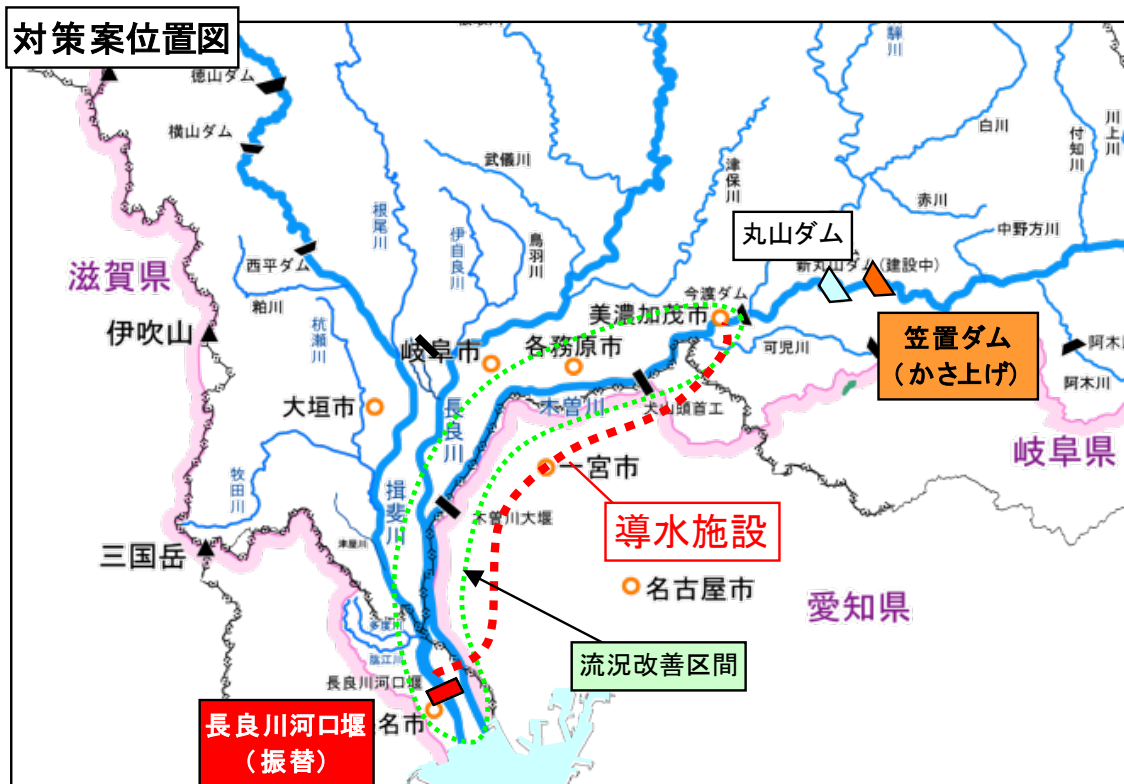 対策案位置図
徳山ダム
横山ダム
武儀川
津保川
白川
付知川
川上川
赤川
根尾川
伊自良川
鳥羽川
丸山ダム
中野方川
新丸山ダム(建設中)
西平ダム
滋賀県
粕川
今渡ダム
美濃加茂市
伊吹山
杭瀬川
岐阜市
各務原市
可児川
笠置ダム
(かさ上げ)
阿木川
大垣市
長良川
木曽川
犬山頭首工
岐阜県
一宮市
牧田川
揖斐川
木曽川大堰
導水施設
津屋川
三国岳
名古屋市
愛知県
多度川
流況改善区間
長良川河口堰
長良川河口堰
(振替)
名市